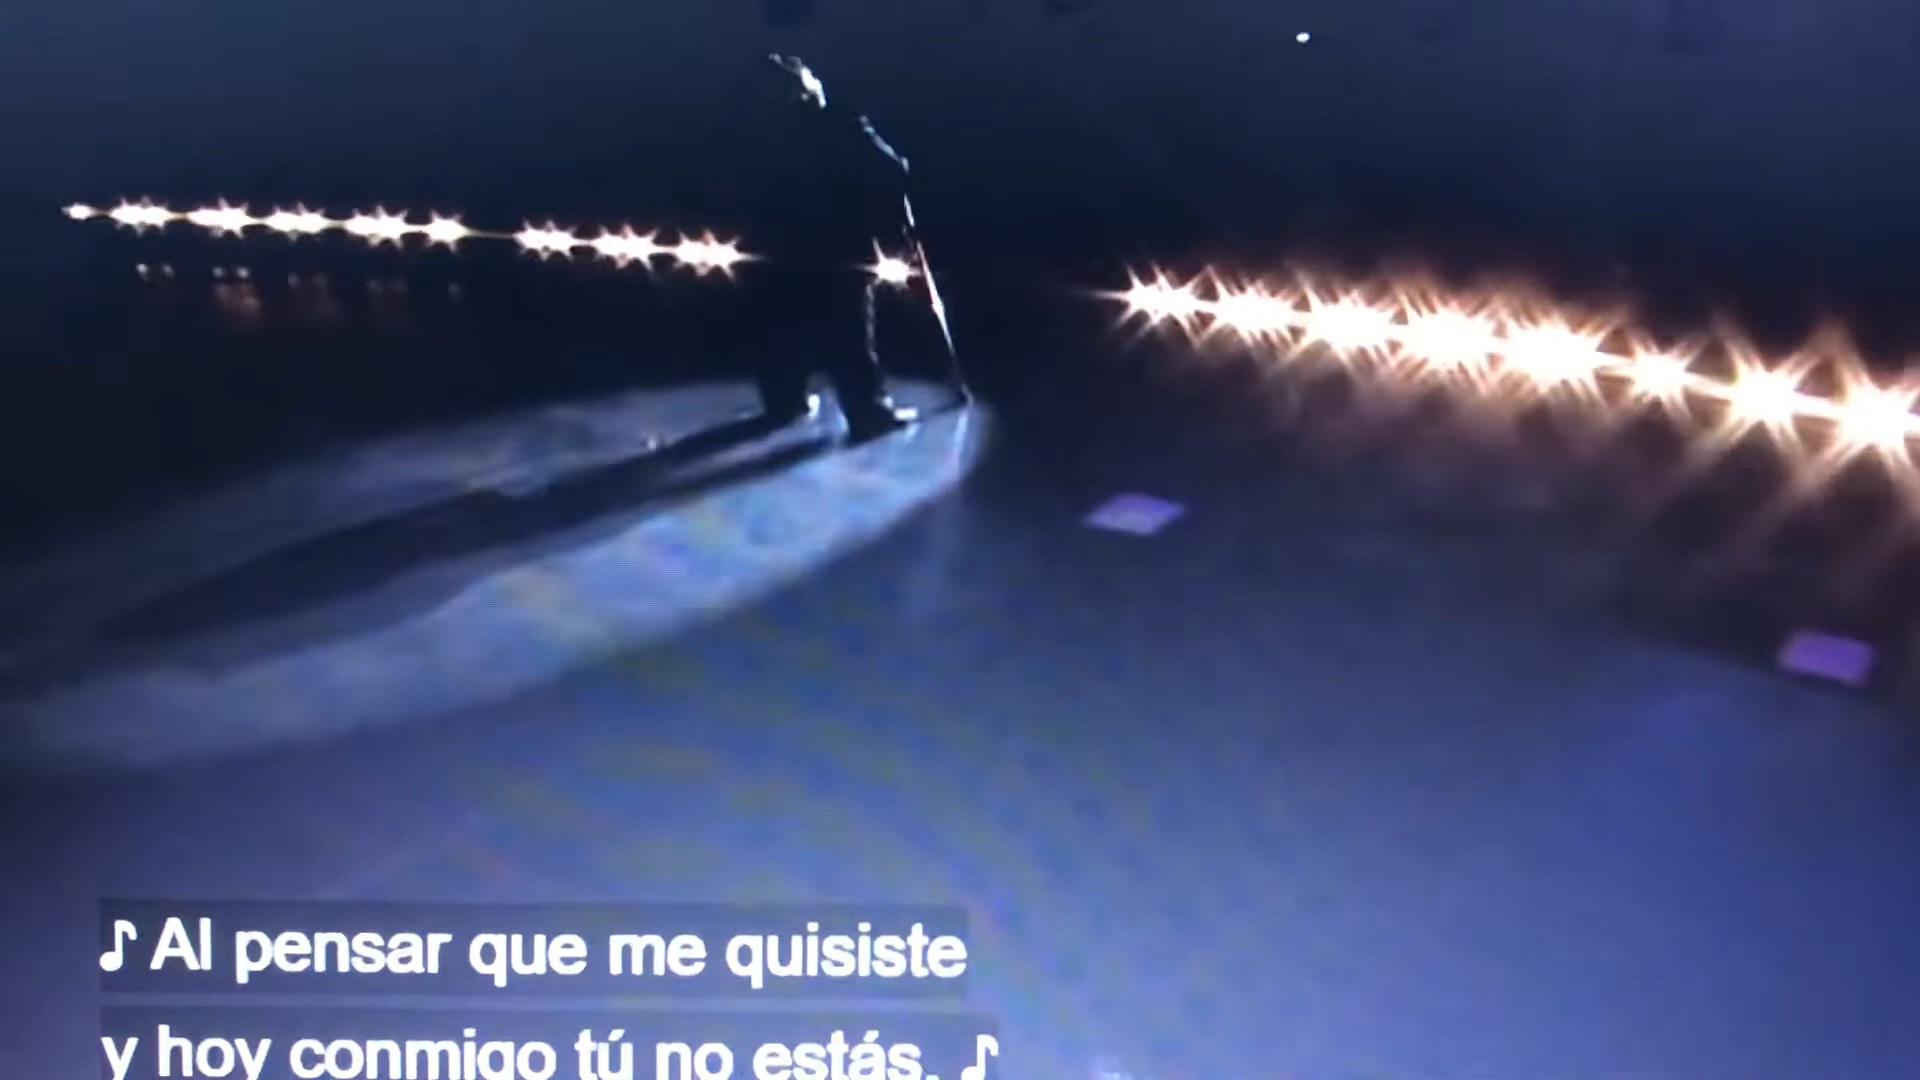 ♪ Al pensar que me quisiste
y hoy conmigo tú no estás. ♪